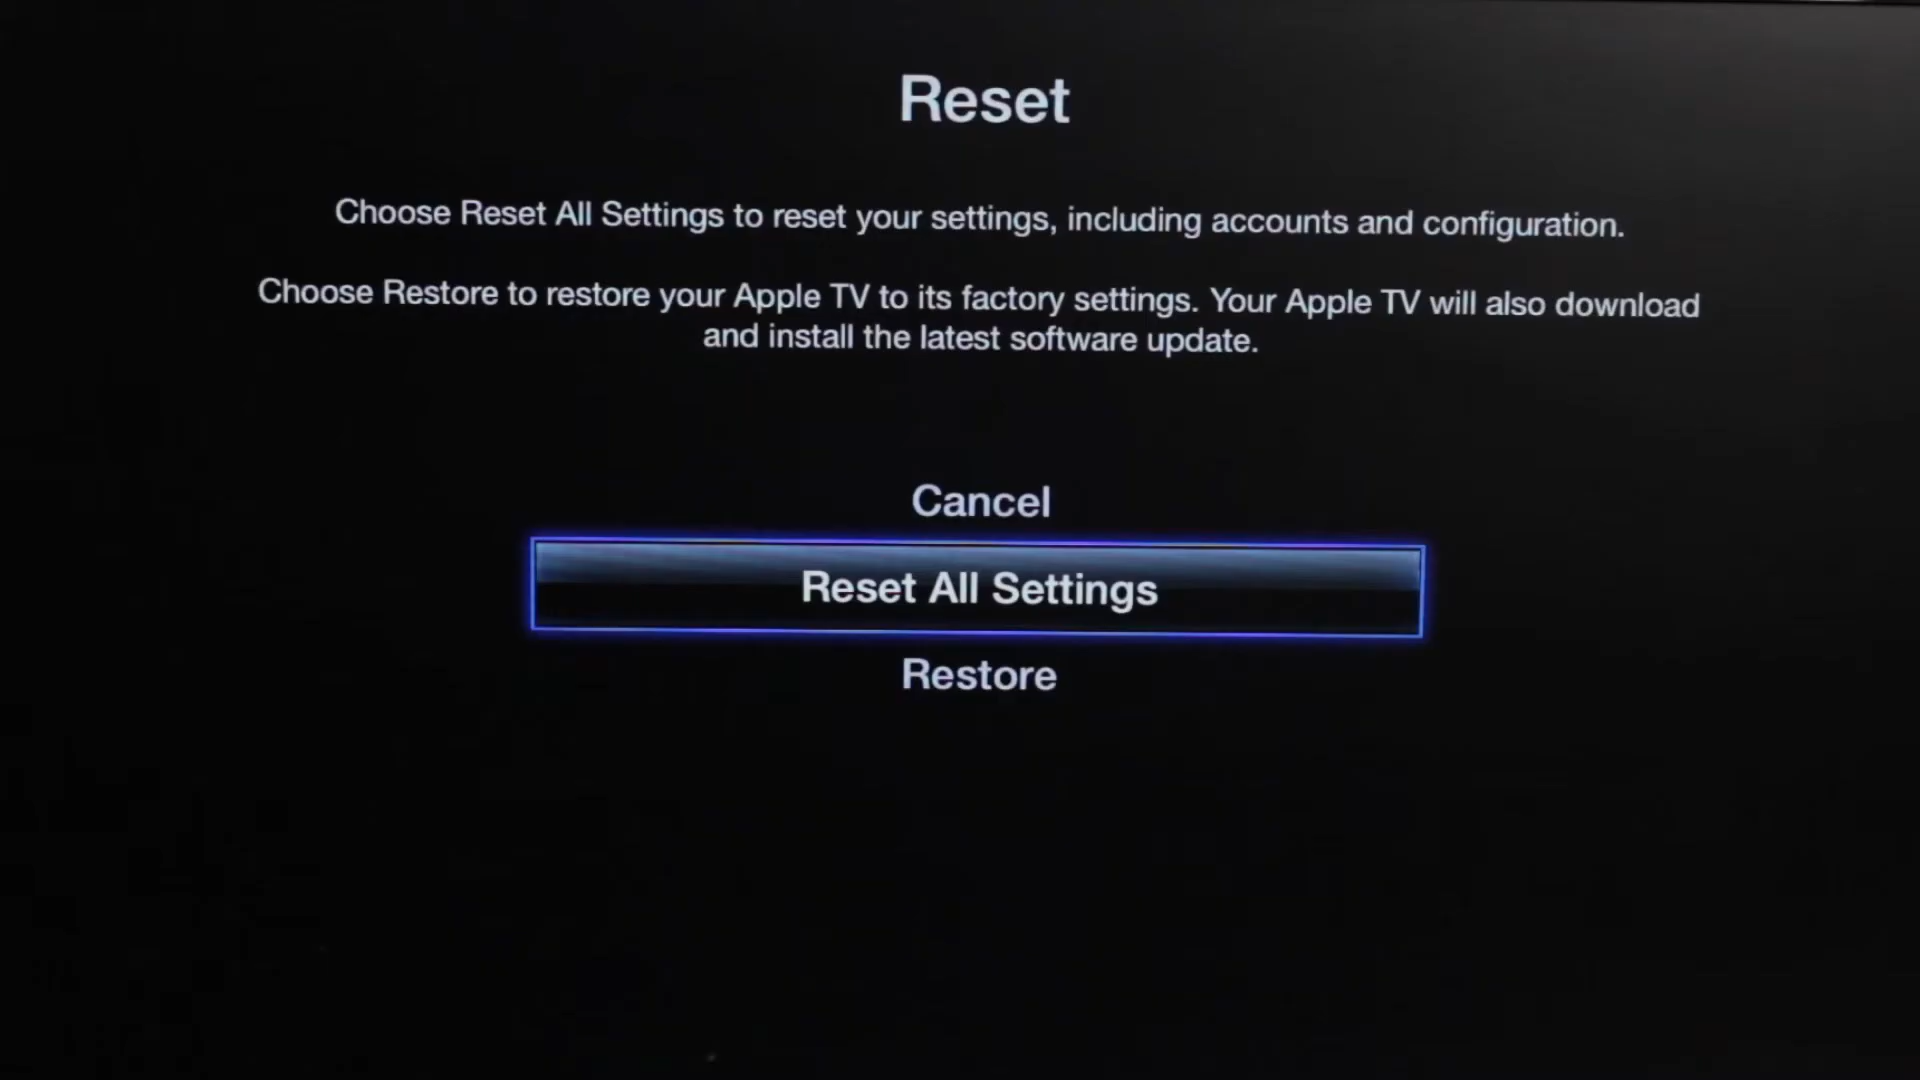 Reset
Choose Reset All Settings to reset your settings, including accounts and configuration.
Choose Restore to restore your Apple TV to its factory settings. Your Apple TV will also download
and install the latest software update.
Cancel
Reset All Settings
Restore